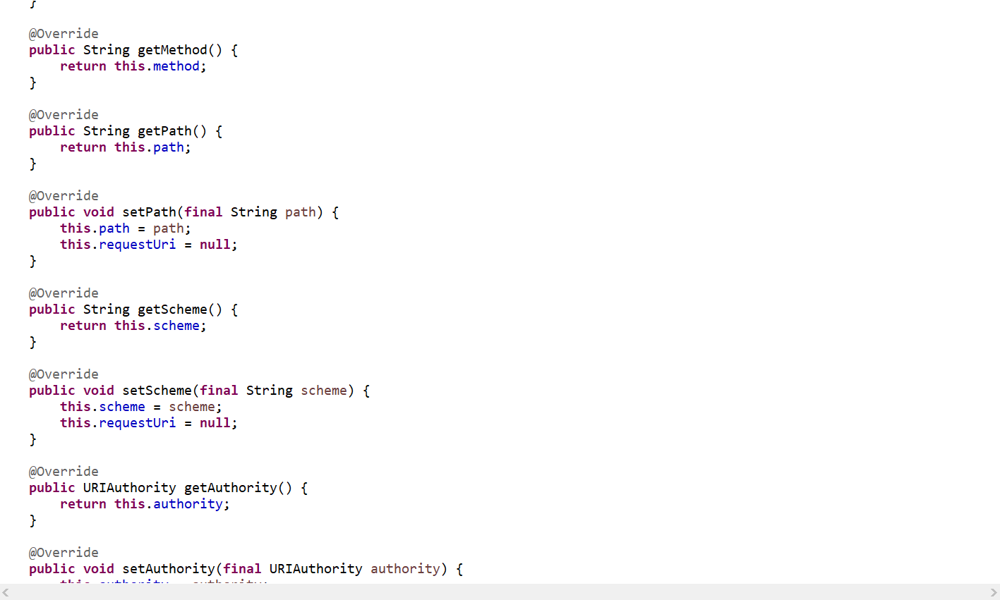 }
@Override
public String getMethod() {
return this.method;
}
@Override
public String getPath() {
return this.path;
}
@Override
public void setPath(final String path) {
this.path = path;
this.requestUri = null;
}
@Override
public String getScheme() {
return this.scheme;
}
@Override
public void setScheme(final String scheme) {
this.scheme = scheme;
this.requestUri = null;
}
@Override
public URIAuthority getAuthority() {
return this.authority;
}
@Override
public void setAuthority(final URIAuthority authority) {
this.authority = authority;